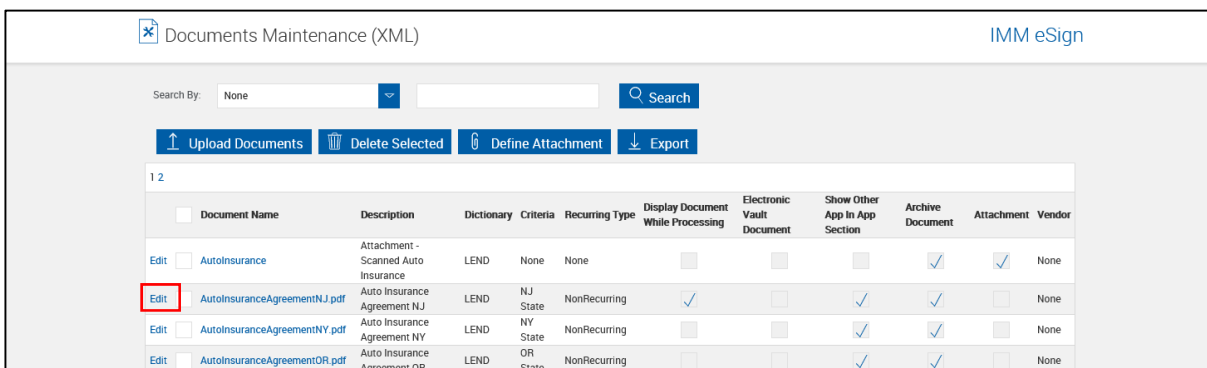 Documents Maintenance (XML)
IMM eSign
Search By: None Search
Upload Documents Delete Selected Define Attachment Export
1 2
Document Name Description Dictionary Criteria Recurring Type Display Document While Processing Electronic Vault Document Show Other App In App Section Archive Document Attachment Vendor
Edit AutoInsurance Attachment - Scanned Auto Insurance LEND None None None
Edit AutoInsuranceAgreementNJ.pdf Auto Insurance Agreement NJ LEND NJ State NonRecurring None
Edit AutoInsuranceAgreementNY.pdf Auto Insurance Agreement NY LEND NY State NonRecurring None
Edit AutoInsuranceAgreementOR.pdf Auto Insurance Agreement OR LEND OR State NonRecurring None